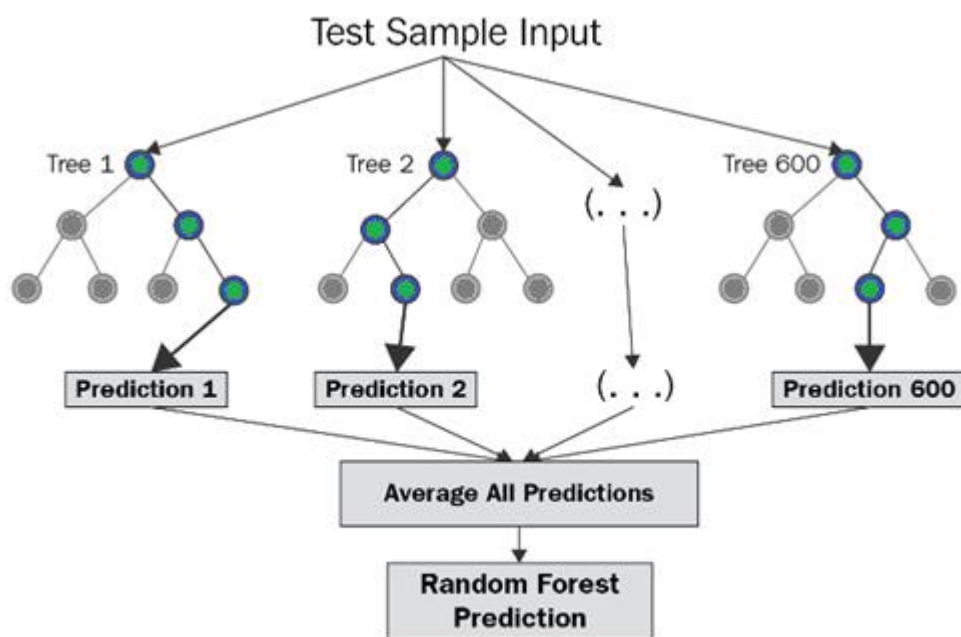 Test Sample Input
Tree 1
Tree 2
(. . .)
Tree 600
Prediction 1
Prediction 2
(. . .)
Prediction 600
Average All Predictions
Random Forest
Prediction